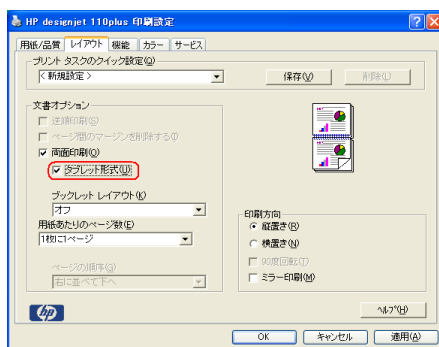 HP designjet 110plus 印刷設定
用紙/品質 レイアウト 機能 カラー サービス
プリント タスクのクイック設定(Q)
< 新規設定 > 保存(V) 削除(L)
文書オプション
逆順印刷(S)
ページ間のマージンを削除する(I)
両面印刷(O)
タブレット形式(U)
ブックレット レイアウト(K)
オフ
用紙あたりのページ数(E)
1枚に1ページ
ページの順序(G)
右に並べて下へ
印刷方向
縦置き(R)
横置き(N)
90度回転(T)
ミラー印刷(M)
hp
ヘルプ(H)
OK キャンセル 適用(A)